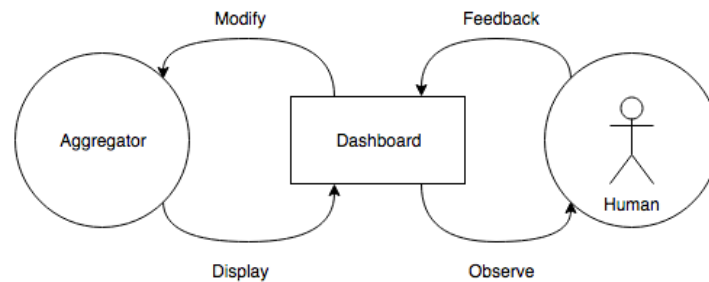 Modify
Feedback
Aggregator
Dashboard
Human
Display
Observe